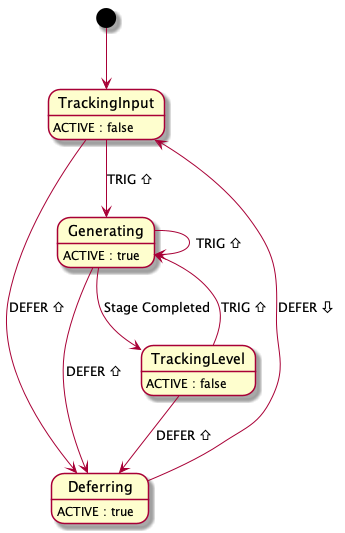 TrackingInput
ACTIVE : false
TRIG ⇧
Generating
ACTIVE : true
TRIG ⇧
DEFER ⇧
Stage Completed
TRIG ⇧
DEFER ⇩
TrackingLevel
ACTIVE : false
DEFER ⇧
DEFER ⇧
Deferring
ACTIVE : true